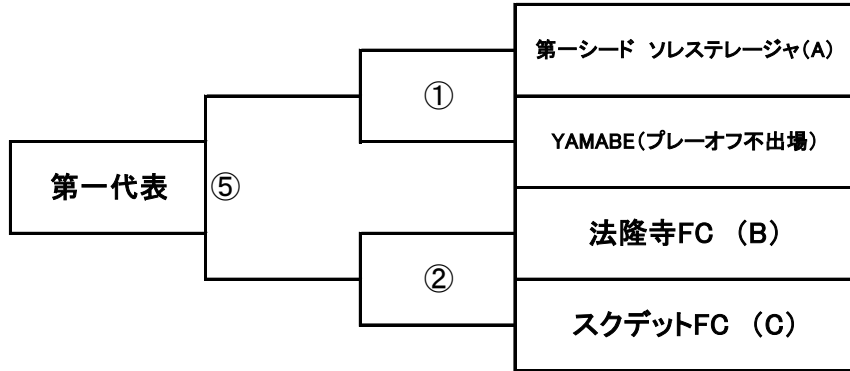 第一シード ソレステレージャ(A)
①
YAMABE(プレーオフ不出場)
第一代表
⑤
法隆寺FC (B)
②
スクデットFC (C)